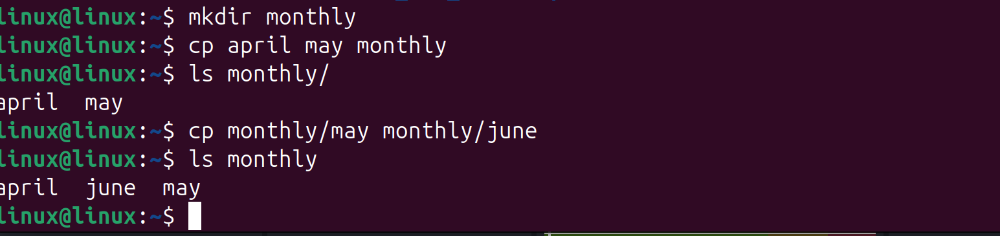 linux@linux:~$ mkdir monthly
linux@linux:~$ cp april may monthly
linux@linux:~$ ls monthly/
april  may
linux@linux:~$ cp monthly/may monthly/june
linux@linux:~$ ls monthly
april  june  may
linux@linux:~$